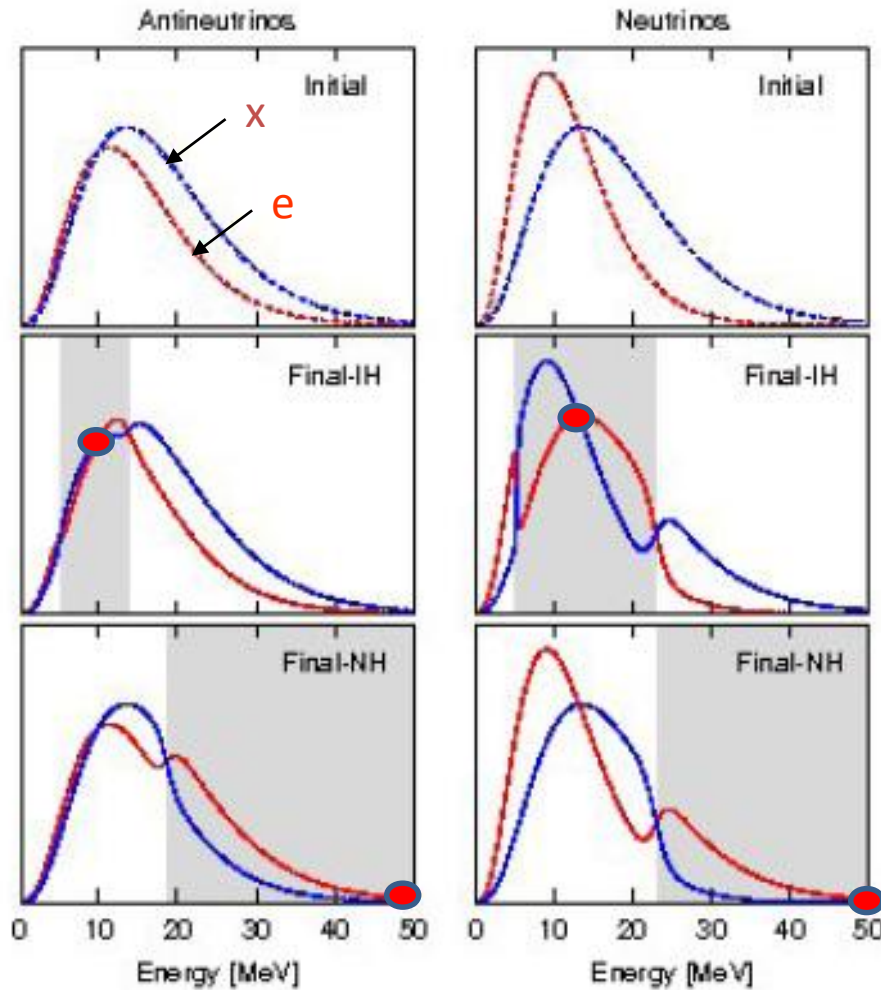 Antineutrinos
Neutrinos
Initial
Initial
x
e
Final-IH
Final-IH
Final-NH
Final-NH
0 10 20 30 40 50
0 10 20 30 40 50
Energy [MeV]
Energy [MeV]